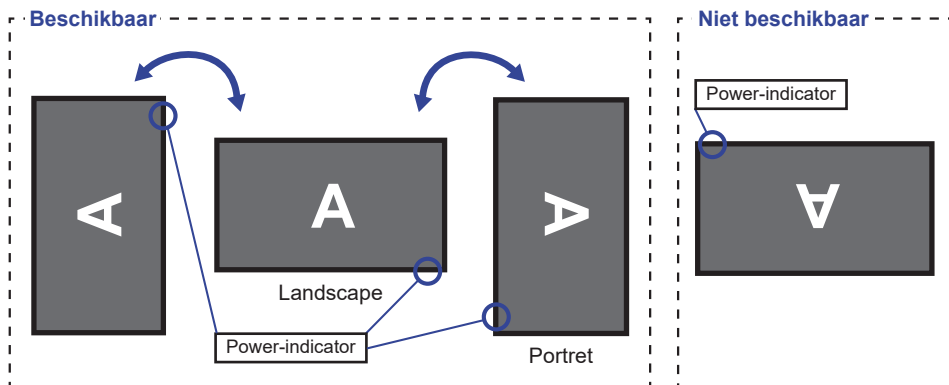 Beschikbaar
Niet beschikbaar
Power-indicator
A
A
A
A
Landscape
Power-indicator
Portret